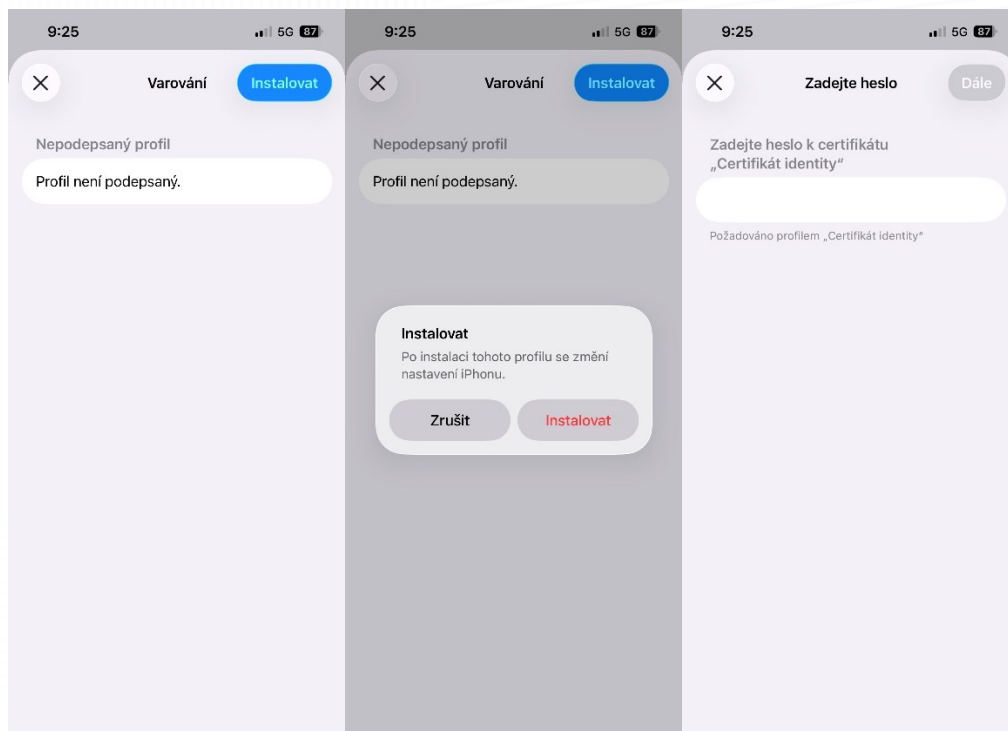 9:25
5G 87
Varování
Instalovat
Nepodepsaný profil
Profil není podepsaný.
9:25
5G 87
Varování
Instalovat
Nepodepsaný profil
Profil není podepsaný.
Instalovat
Po instalaci tohoto profilu se změní
nastavení iPhonu.
Zrušit
Instalovat
9:25
5G 87
Zadejte heslo
Dále
Zadejte heslo k certifikátu
„Certifikát identity“
Požadováno profilem „Certifikát identity“